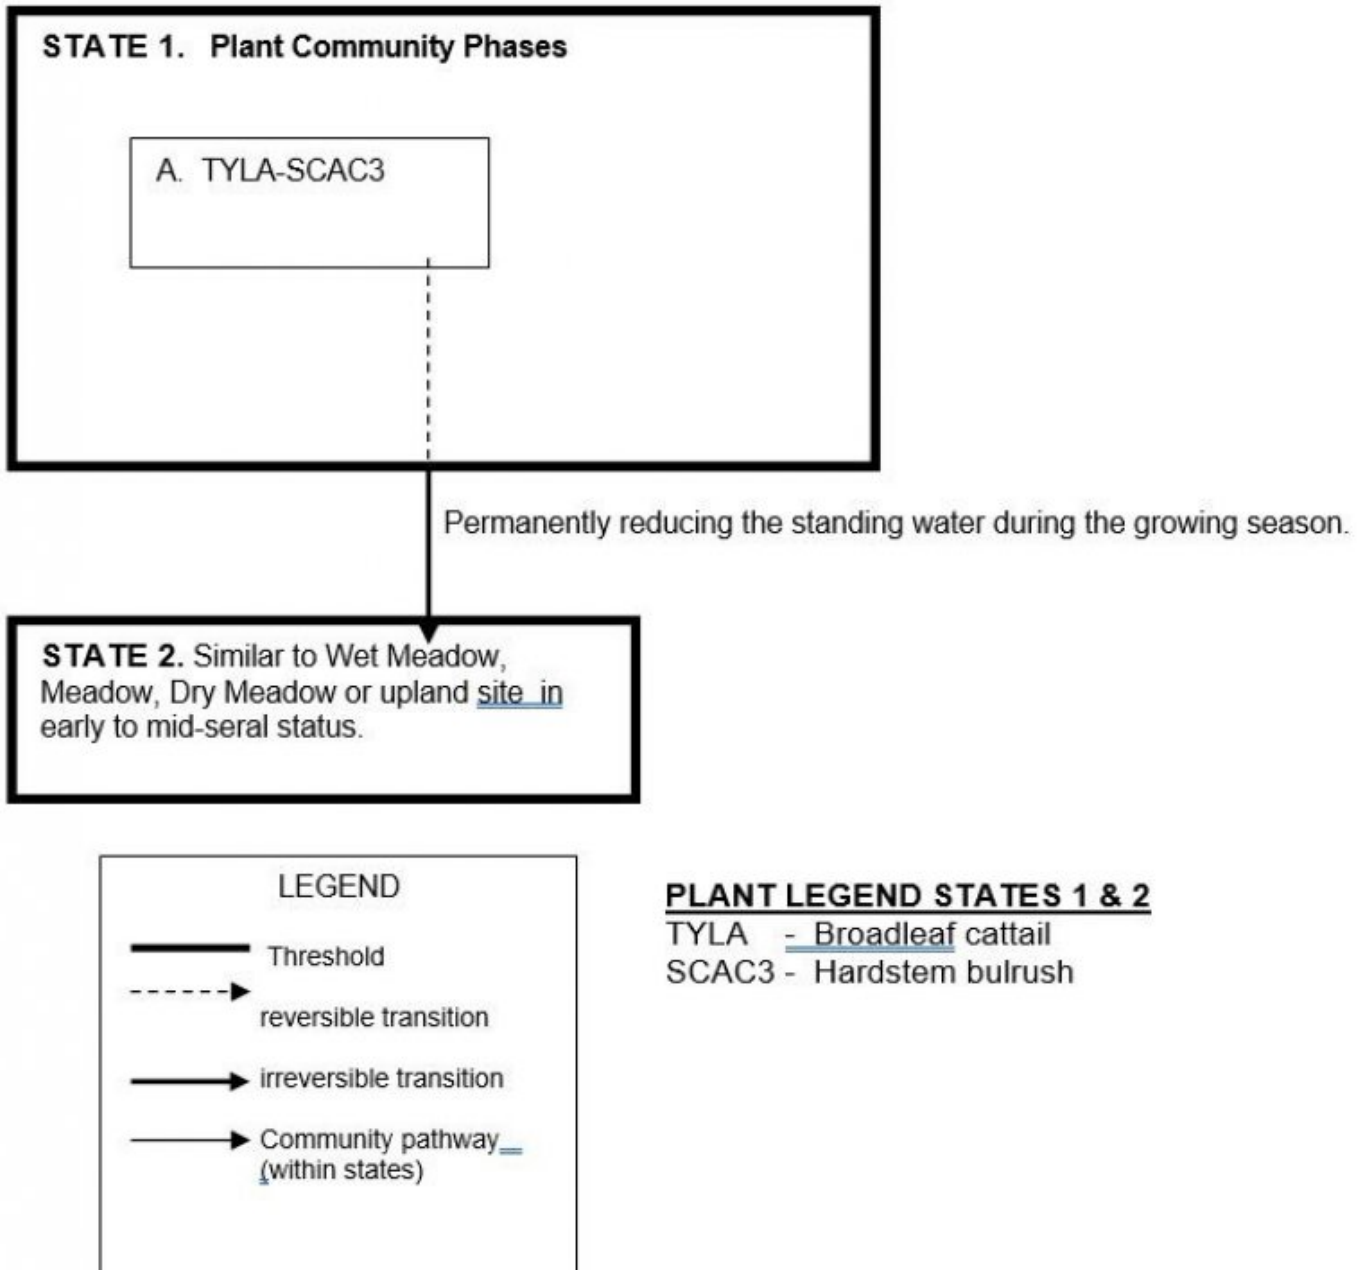 STATE 1. Plant Community Phases
A. TYLA-SCAC3
Permanently reducing the standing water during the growing season.
STATE 2. Similar to Wet Meadow,
Meadow, Dry Meadow or upland site in
early to mid-seral status.
LEGEND
Threshold
reversible transition
irreversible transition
Community pathway
(within states)
PLANT LEGEND STATES 1 & 2
TYLA - Broadleaf cattail
SCAC3 - Hardstem bulrush